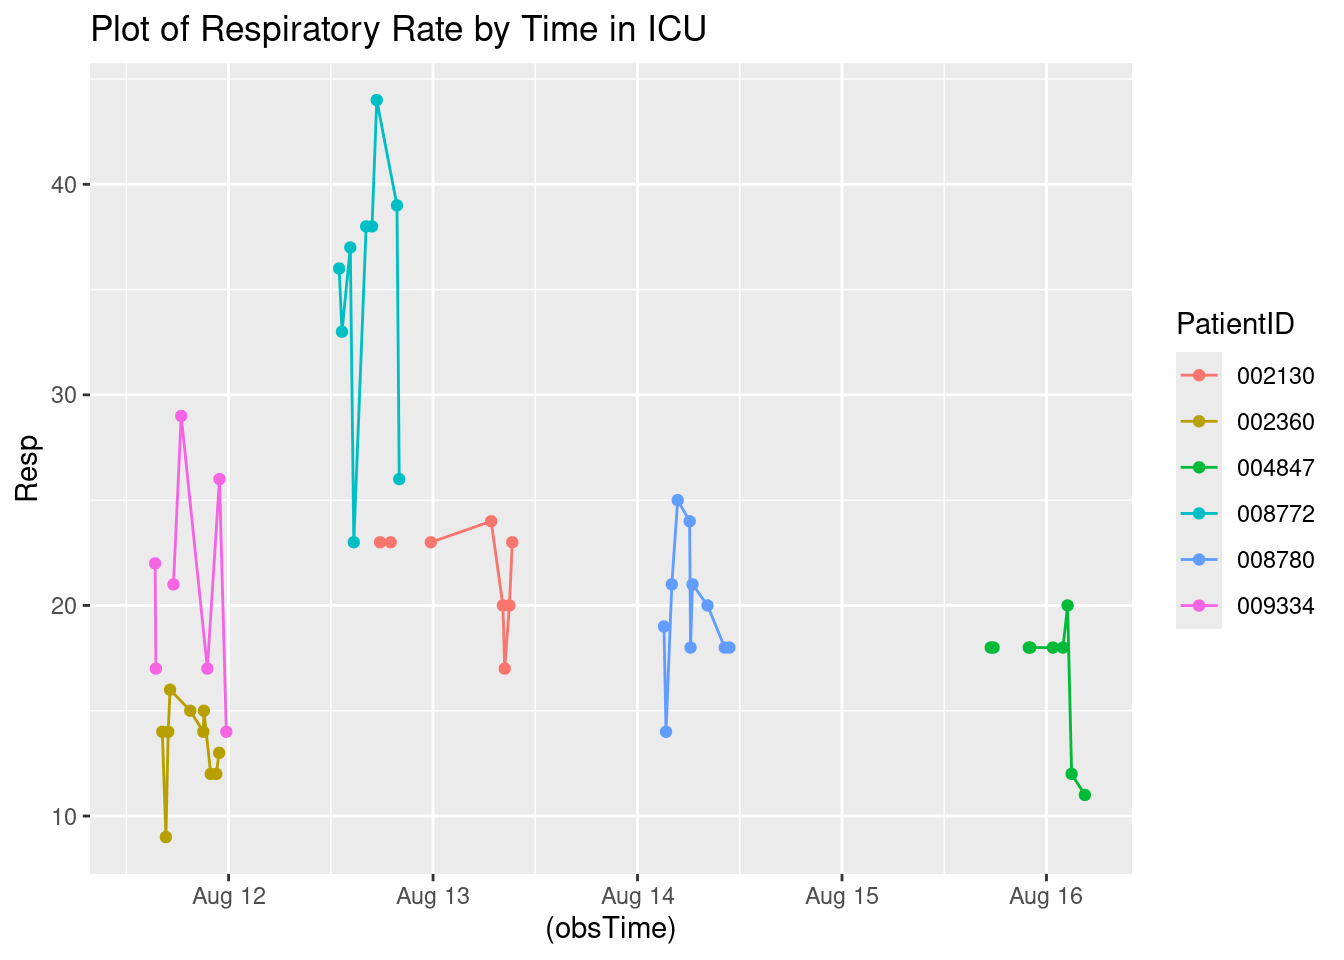 Plot of Respiratory Rate by Time in ICU
Resp
40
30
20
10
Aug 12
Aug 13
Aug 14
Aug 15
Aug 16
(obsTime)
PatientID
002130
002360
004847
008772
008780
009334